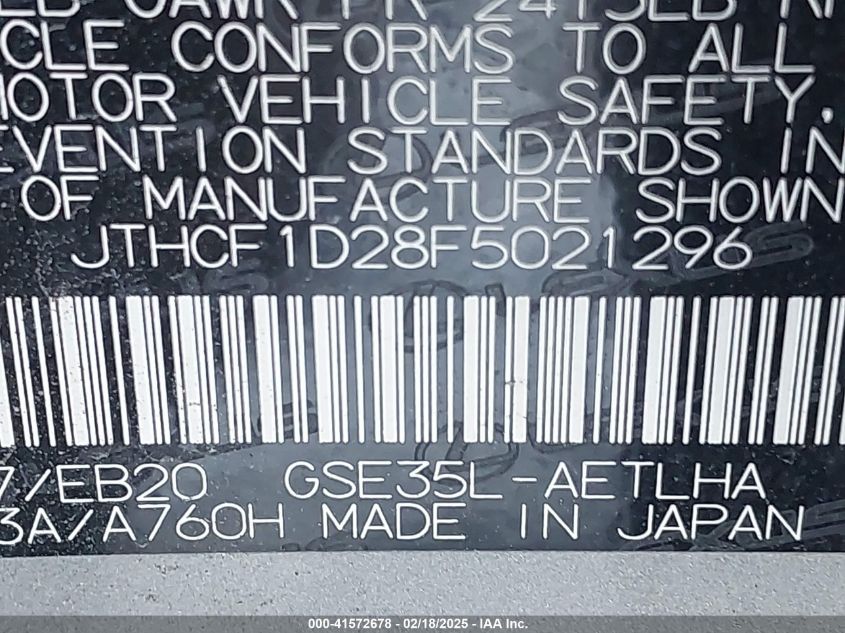 CLE CONFORMS TO ALL
MOTOR VEHICLE SAFETY,
EVENTION STANDARDS IN
OF MANUFACTURE SHOWN
JTHCF1D28F5021296
7/EB20 GSE35L-AETLHA
3A/A760H MADE IN JAPAN
000-41572678 - 02/18/2025 - IAA Inc.